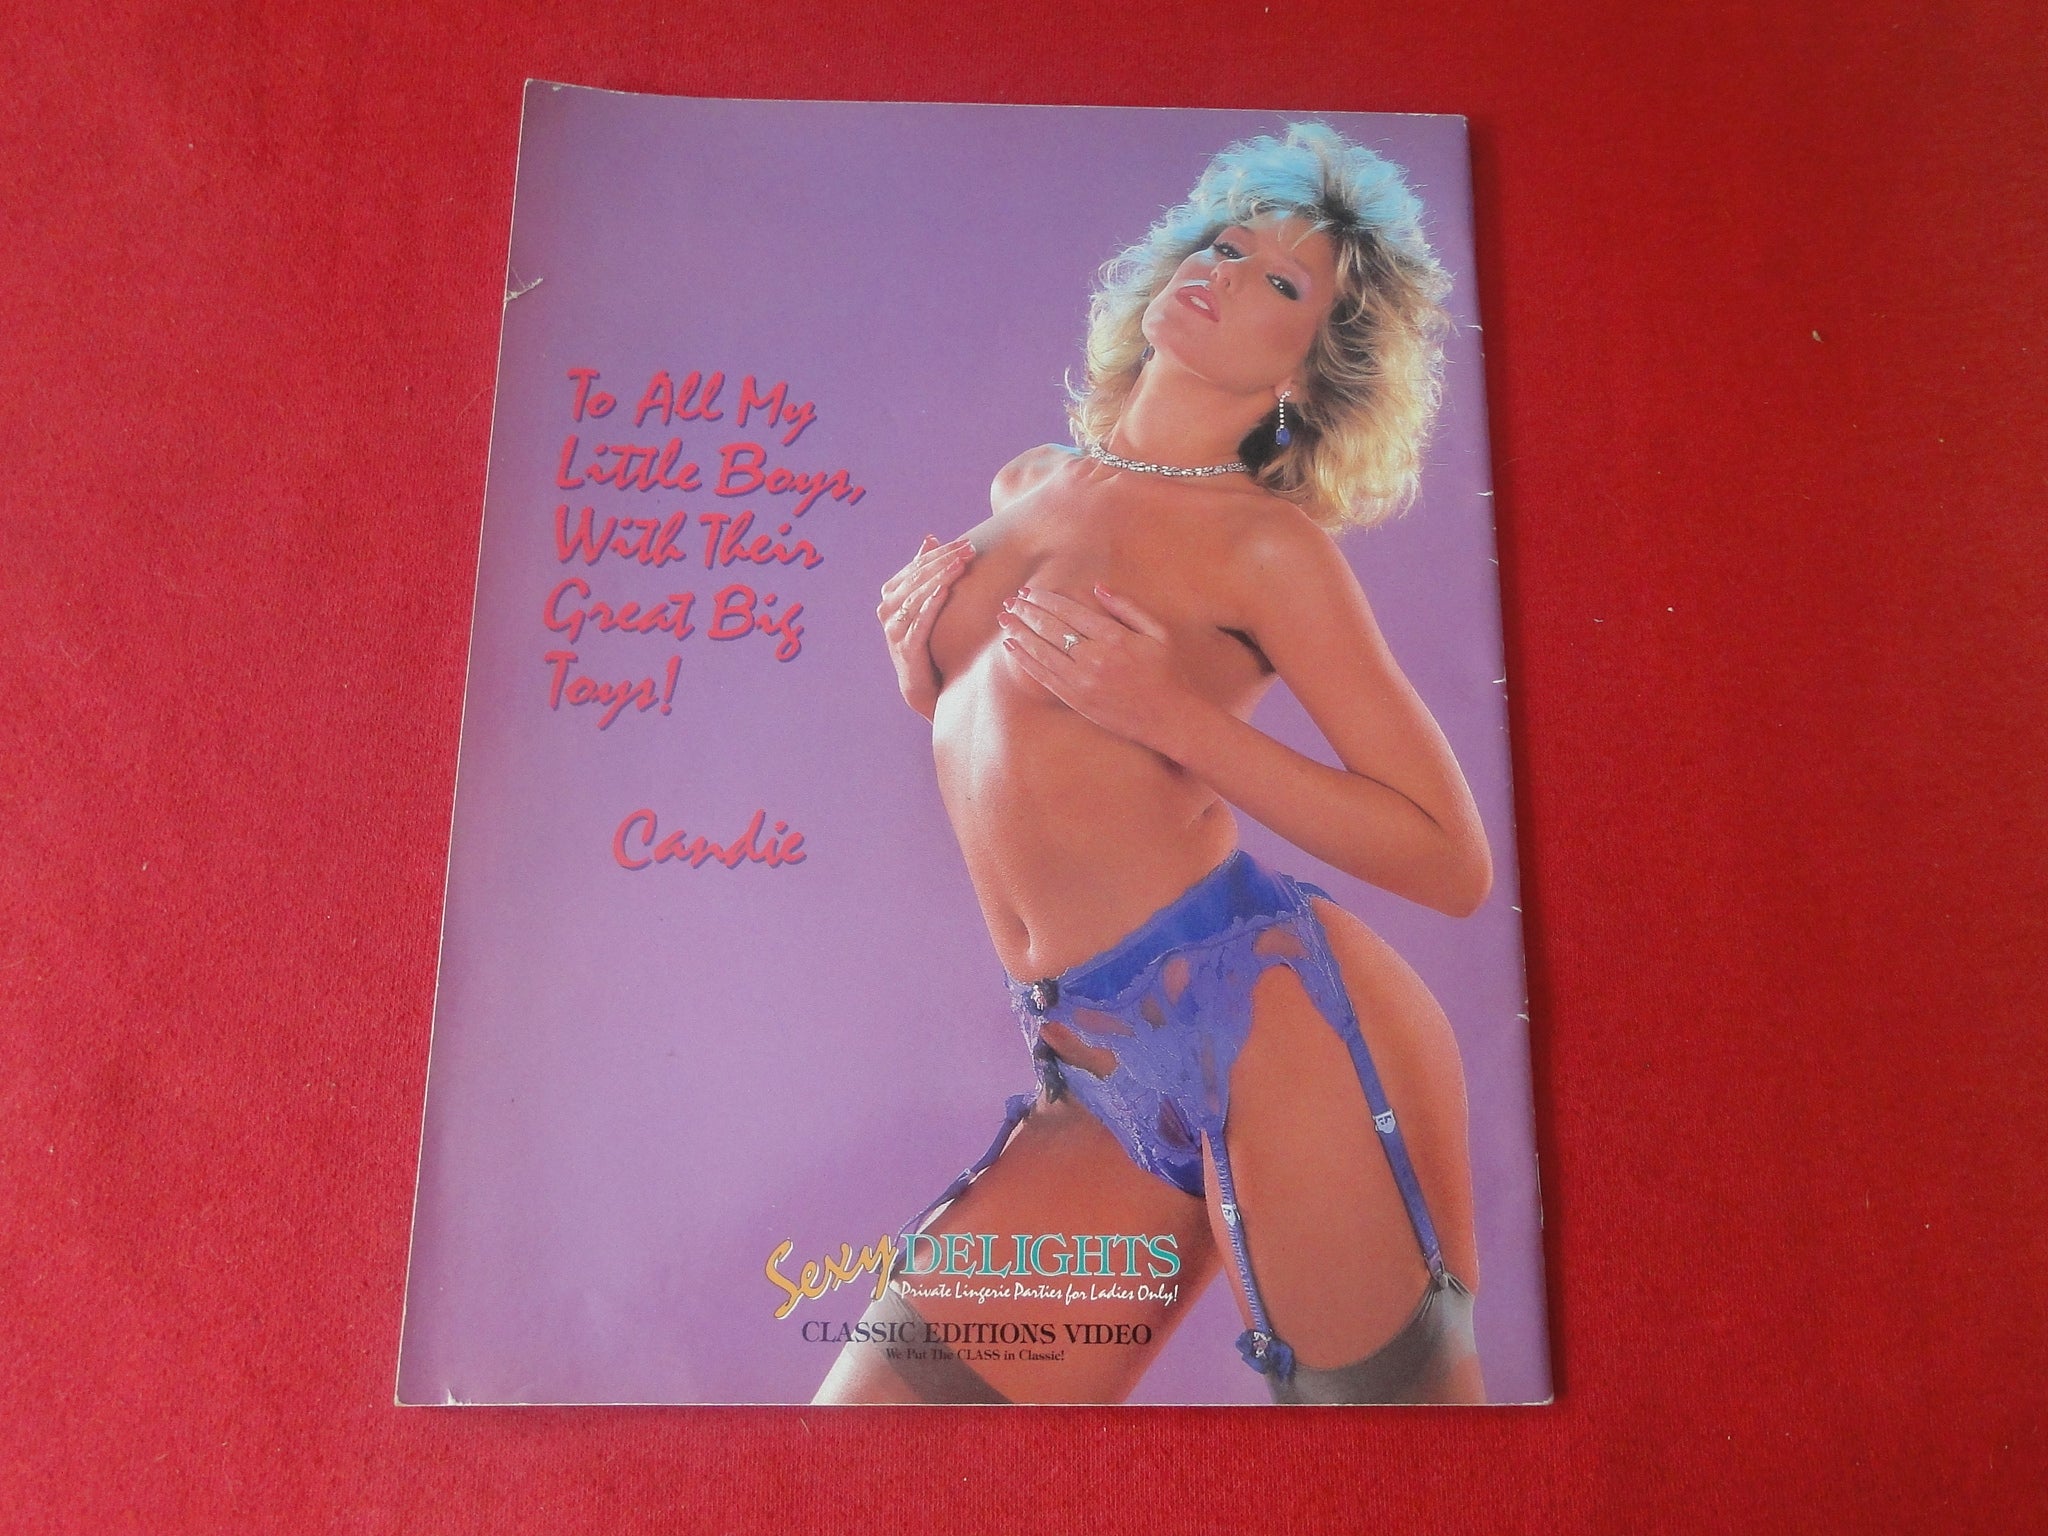 To All My
Little Boys,
With Their
Great Big
Toys!
Candie
Sexy DELIGHTS
Private Lingerie Parties for Ladies Only!
CLASSIC EDITIONS VIDEO
We Put The CLASS in Classic!